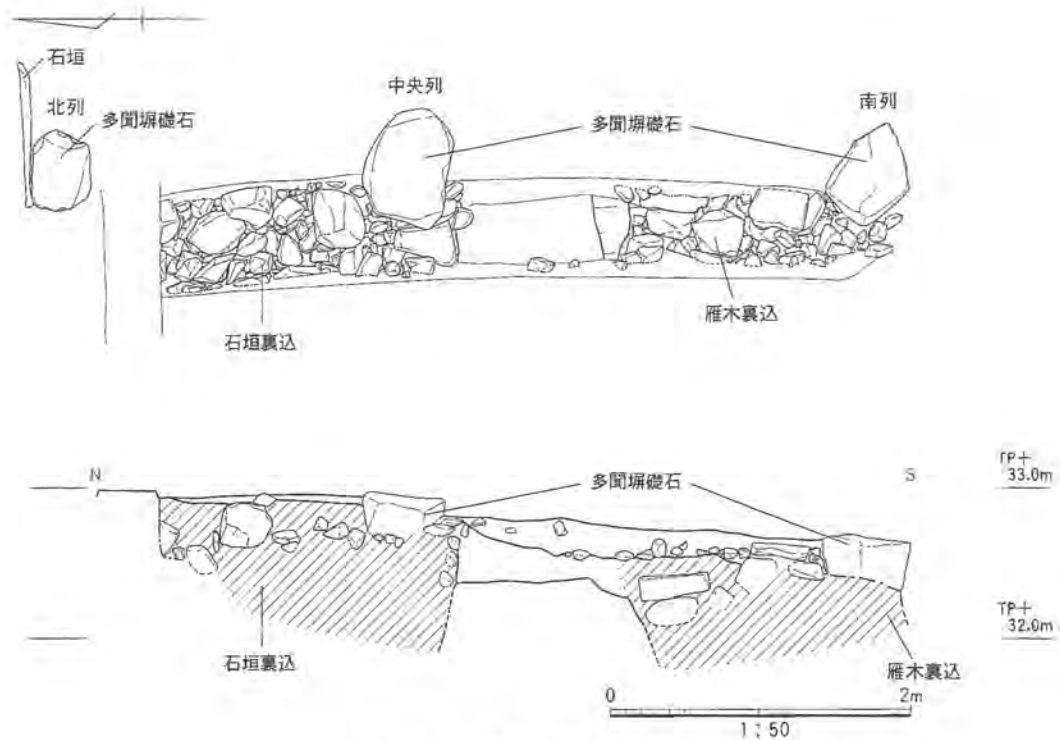 石垣
北列
多聞塀礎石
中央列
多聞塀礎石
南列
石垣裏込
雁木裏込
N
多聞塀礎石
S
TP+
33.0m
TP+
32.0m
石垣裏込
雁木裏込
0 2m
1:50